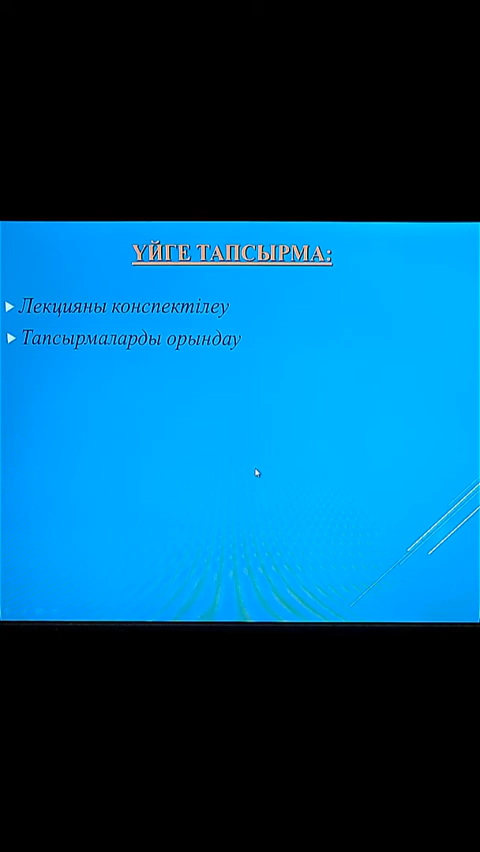 ҮЙГЕ ТАПСЫРМА:
Лекцияны конспектілеу
Тапсырмаларды орындау